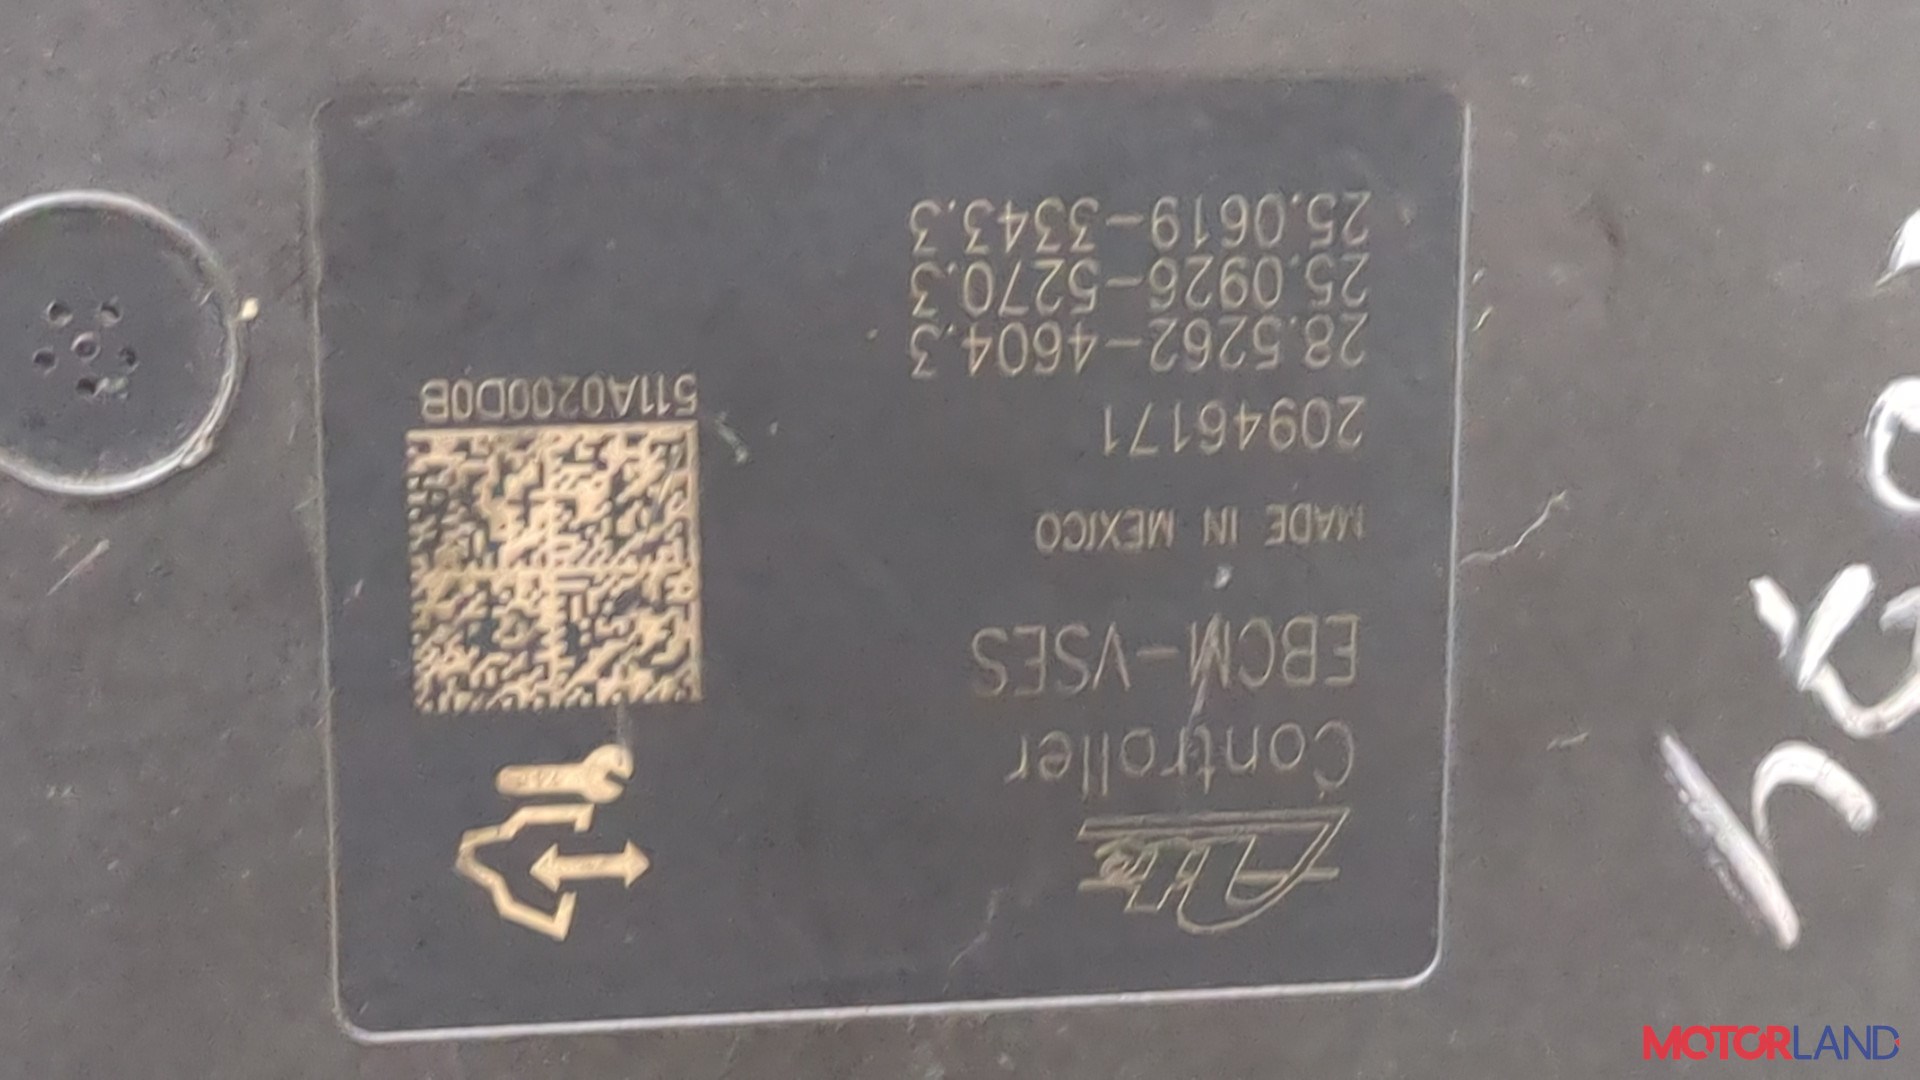 Ate
Controller
EBCM-VSES
MADE IN MEXICO
20946171
28.5262-4604.3
25.0926-5270.3
25.0619-3343.3
511A0200D0B
MOTORLAND